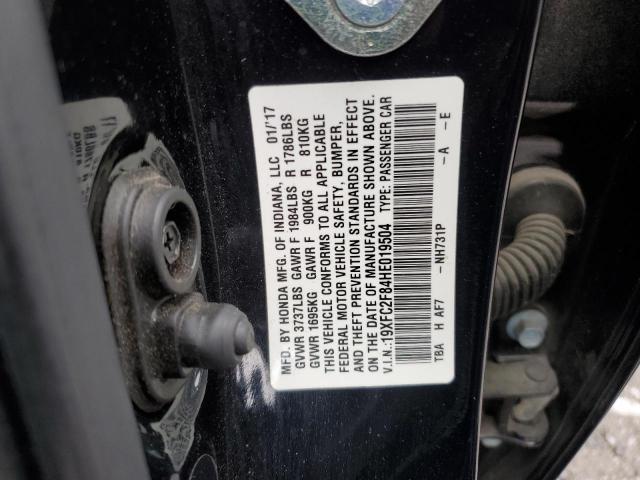 MFD. BY HONDA MFG. OF INDIANA, LLC 01/'17
GVWR 3737LBS GAWR F 1984LBS R 1786LBS
GVWR 1695KG GAWR F 900KG R 810KG
THIS VEHICLE CONFORMS TO ALL APPLICABLE
FEDERAL MOTOR VEHICLE SAFETY, BUMPER,
AND THEFT PREVENTION STANDARDS IN EFFECT
ON THE DATE OF MANUFACTURE SHOWN ABOVE.
V.I.N.:19XFC2F84HE019504 TYPE: PASSENGER CAR
TBA H AF7 -NH731P -A -E